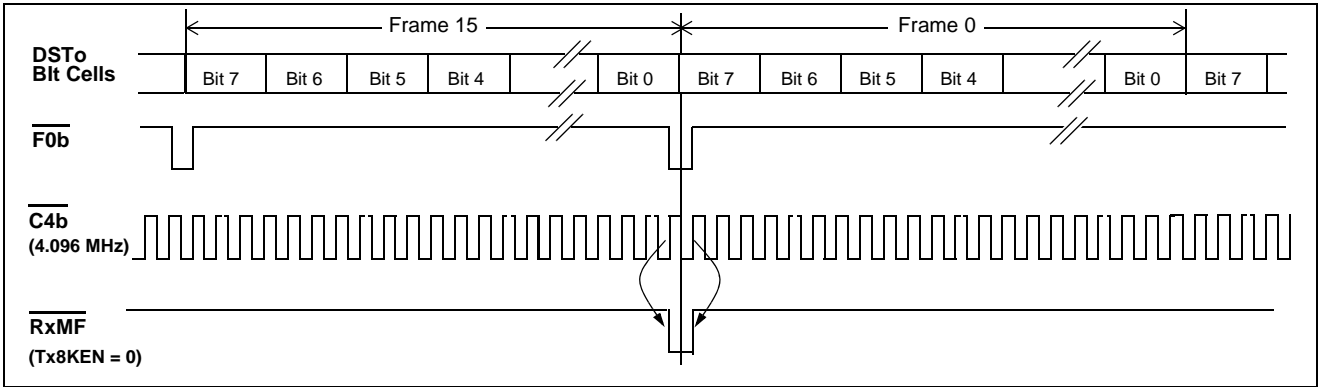 Frame 15 Frame 0
DSTo
BIt Cells
Bit 7 Bit 6 Bit 5 Bit 4 Bit 0 Bit 7 Bit 6 Bit 5 Bit 4 Bit 0 Bit 7
F0b
C4b
(4.096 MHz)
RxMF
(Tx8KEN = 0)